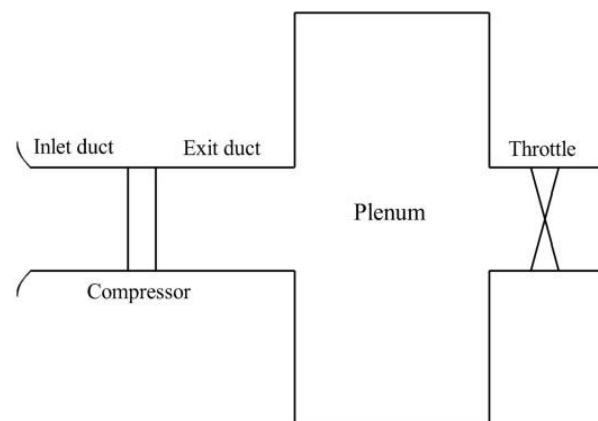 Inlet duct
Exit duct
Throttle
Plenum
Compressor